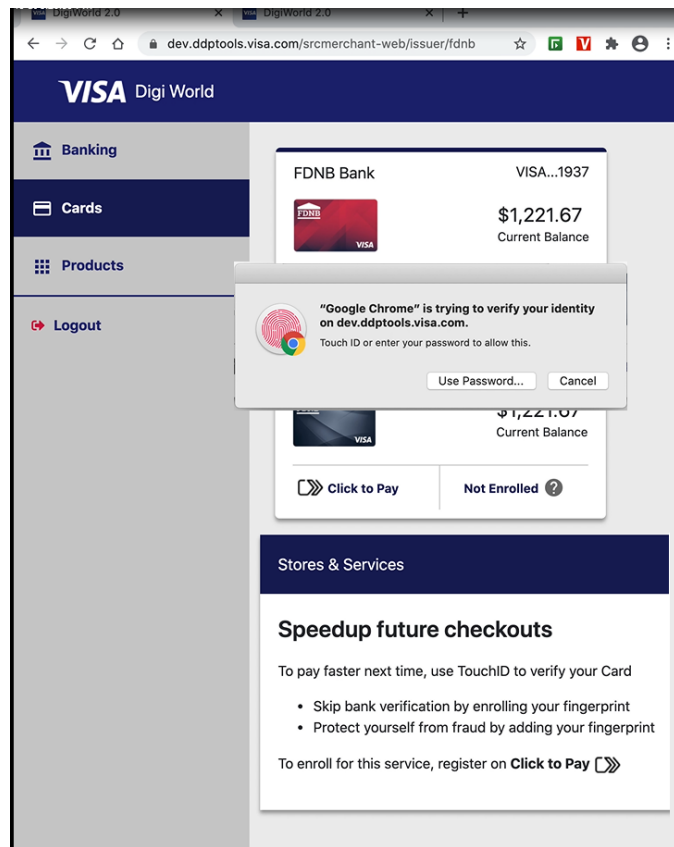 DigiWorld 2.0 × DigiWorld 2.0 × +
dev.ddptools.visa.com/srcmerchant-web/issuer/fdnb
VISA Digi World
Banking
Cards
Products
Logout
FDNB Bank VISA...1937
FDNB
VISA
$1,221.67
Current Balance
“Google Chrome” is trying to verify your identity
on dev.ddptools.visa.com.
Touch ID or enter your password to allow this.
Use Password... Cancel
VISA
$1,221.67
Current Balance
Click to Pay Not Enrolled ?
Stores & Services
Speedup future checkouts
To pay faster next time, use TouchID to verify your Card
• Skip bank verification by enrolling your fingerprint
• Protect yourself from fraud by adding your fingerprint
To enroll for this service, register on Click to Pay